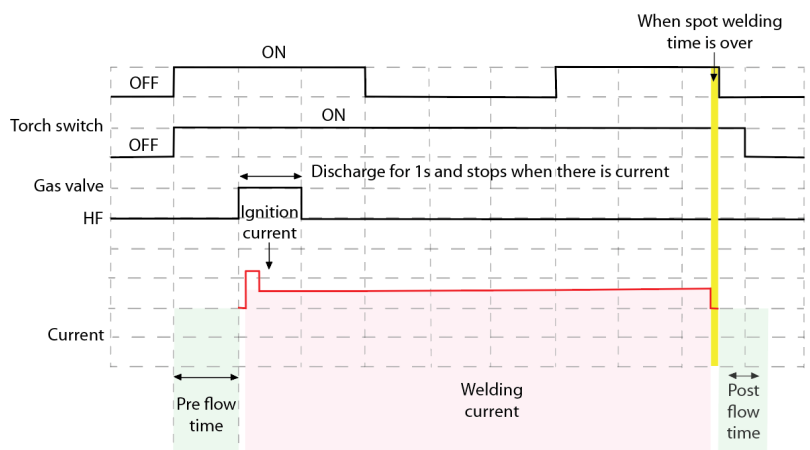 When spot welding
time is over
ON
OFF
Torch switch
ON
OFF
Gas valve
Discharge for 1s and stops when there is current
HF
Ignition
current
Current
Pre flow
time
Welding
current
Post
flow
time